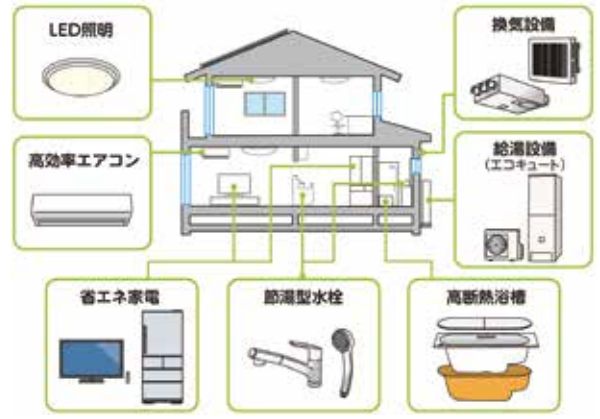 LED照明
換気設備
高効率エアコン
給湯設備
(エコキュート)
省エネ家電
節湯型水栓
高断熱浴槽